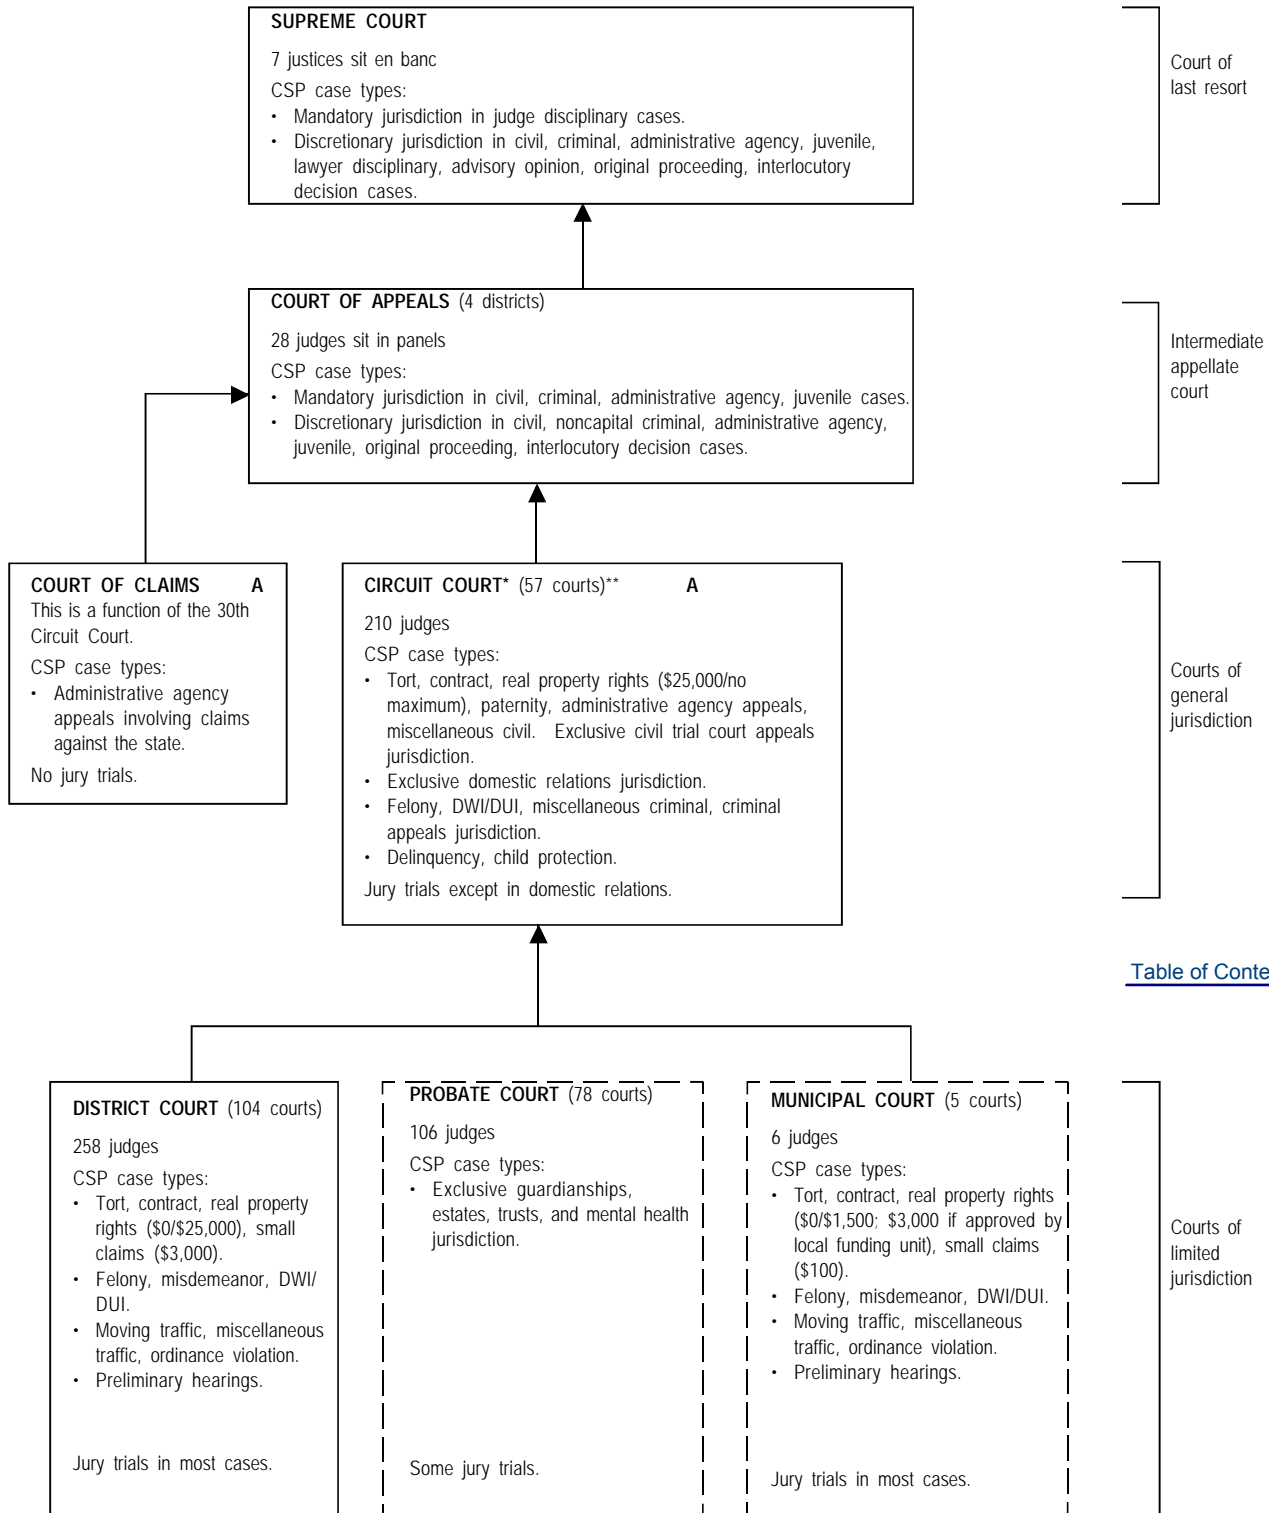 SUPREME COURT
7 justices sit en banc
CSP case types:
• Mandatory jurisdiction in judge disciplinary cases.
• Discretionary jurisdiction in civil, criminal, administrative agency, juvenile,
lawyer disciplinary, advisory opinion, original proceeding, interlocutory
decision cases.
Court of
last resort
COURT OF APPEALS (4 districts)
28 judges sit in panels
CSP case types:
• Mandatory jurisdiction in civil, criminal, administrative agency, juvenile cases.
• Discretionary jurisdiction in civil, noncapital criminal, administrative agency,
juvenile, original proceeding, interlocutory decision cases.
Intermediate
appellate
court
COURT OF CLAIMS A
This is a function of the 30th
Circuit Court.
CSP case types:
• Administrative agency
appeals involving claims
against the state.
No jury trials.
CIRCUIT COURT* (57 courts)** A
210 judges
CSP case types:
• Tort, contract, real property rights ($25,000/no
maximum), paternity, administrative agency appeals,
miscellaneous civil. Exclusive civil trial court appeals
jurisdiction.
• Exclusive domestic relations jurisdiction.
• Felony, DWI/DUI, miscellaneous criminal, criminal
appeals jurisdiction.
• Delinquency, child protection.
Jury trials except in domestic relations.
Courts of
general
jurisdiction
Table of Conte
DISTRICT COURT (104 courts)
258 judges
CSP case types:
• Tort, contract, real property
rights ($0/$25,000), small
claims ($3,000).
• Felony, misdemeanor, DWI/
DUI.
• Moving traffic, miscellaneous
traffic, ordinance violation.
• Preliminary hearings.
Jury trials in most cases.
PROBATE COURT (78 courts)
106 judges
CSP case types:
• Exclusive guardianships,
estates, trusts, and mental health
jurisdiction.
Some jury trials.
MUNICIPAL COURT (5 courts)
6 judges
CSP case types:
• Tort, contract, real property rights
($0/$1,500; $3,000 if approved by
local funding unit), small claims
($100).
• Felony, misdemeanor, DWI/DUI.
• Moving traffic, miscellaneous
traffic, ordinance violation.
• Preliminary hearings.
Jury trials in most cases.
Courts of
limited
jurisdiction